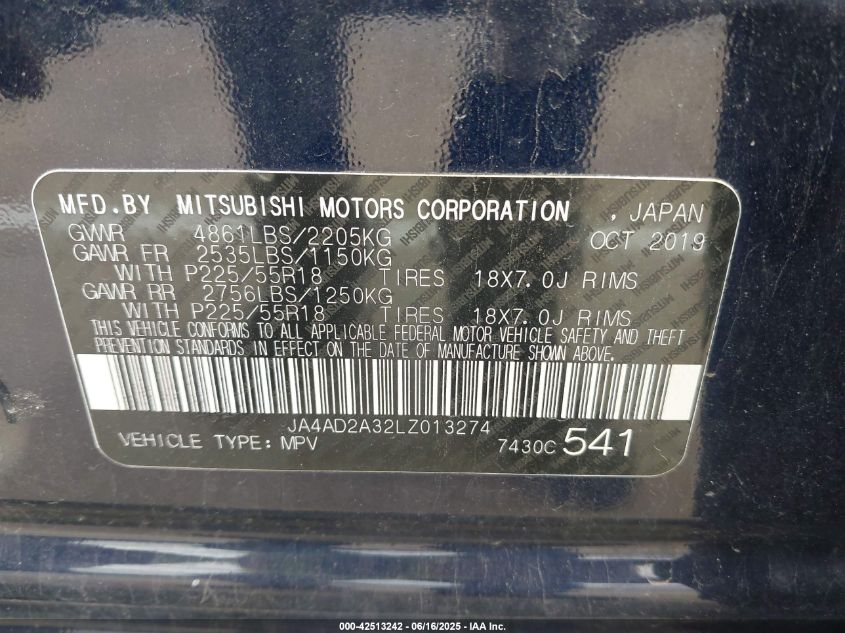 MFD.BY MITSUBISHI MOTORS CORPORATION , JAPAN
GVWR 4861LBS/2205KG OCT 2019
GAWR FR 2535LBS/1150KG
WITH P225/55R18 TIRES 18X7.0J RIMS
GAWR RR 2756LBS/1250KG
WITH P225/55R18 TIRES 18X7.0J RIMS
THIS VEHICLE CONFORMS TO ALL APPLICABLE FEDERAL MOTOR VEHICLE SAFETY AND THEFT
PREVENTION STANDARDS IN EFFECT ON THE DATE OF MANUFACTURE SHOWN ABOVE.
JA4AD2A32LZ013274
VEHICLE TYPE: MPV 7430C 541
000-42513242 - 06/16/2025 - IAA Inc.